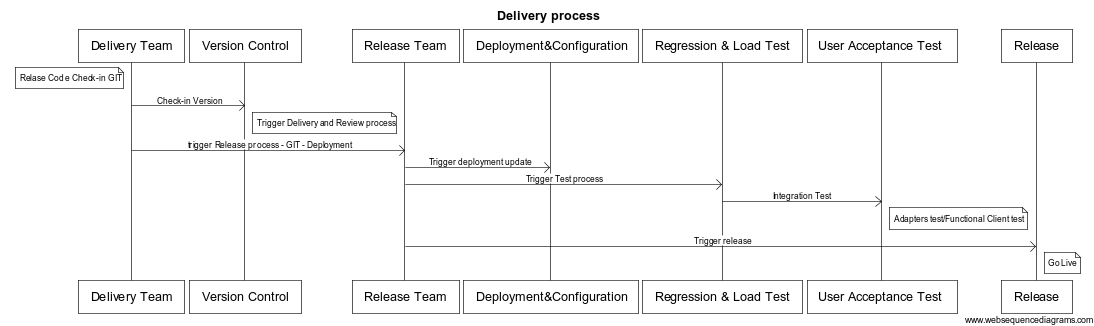 Delivery process
Delivery Team
Version Control
Release Team
Deployment&Configuration
Regression & Load Test
User Acceptance Test
Release
Relase Code Check-in GIT
Check-in Version
Trigger Delivery and Review process
trigger Release process - GIT - Deployment
Trigger deployment update
Trigger Test process
Integration Test
Adapters test/Functional Client test
Trigger release
Go Live
Delivery Team
Version Control
Release Team
Deployment&Configuration
Regression & Load Test
User Acceptance Test
Release
www.websequencediagrams.com